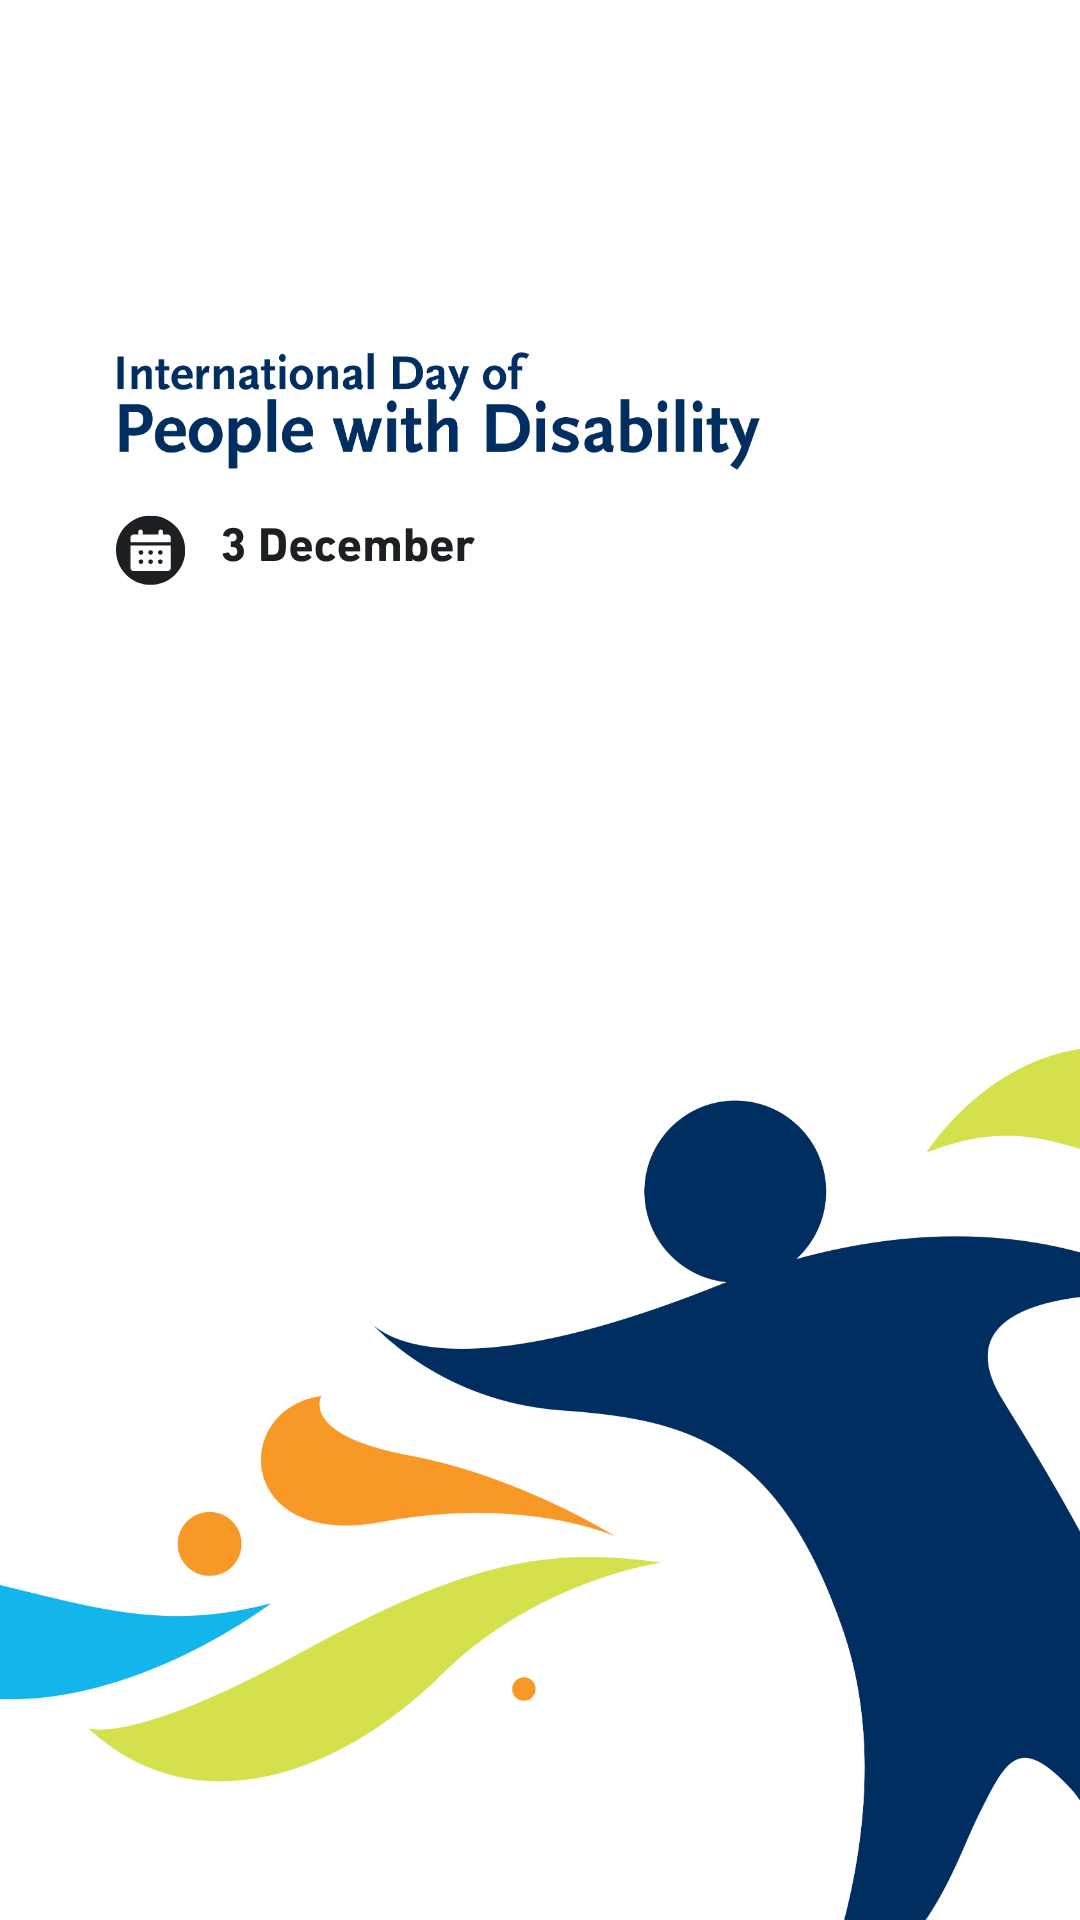 International Day of
People with Disability
3 December